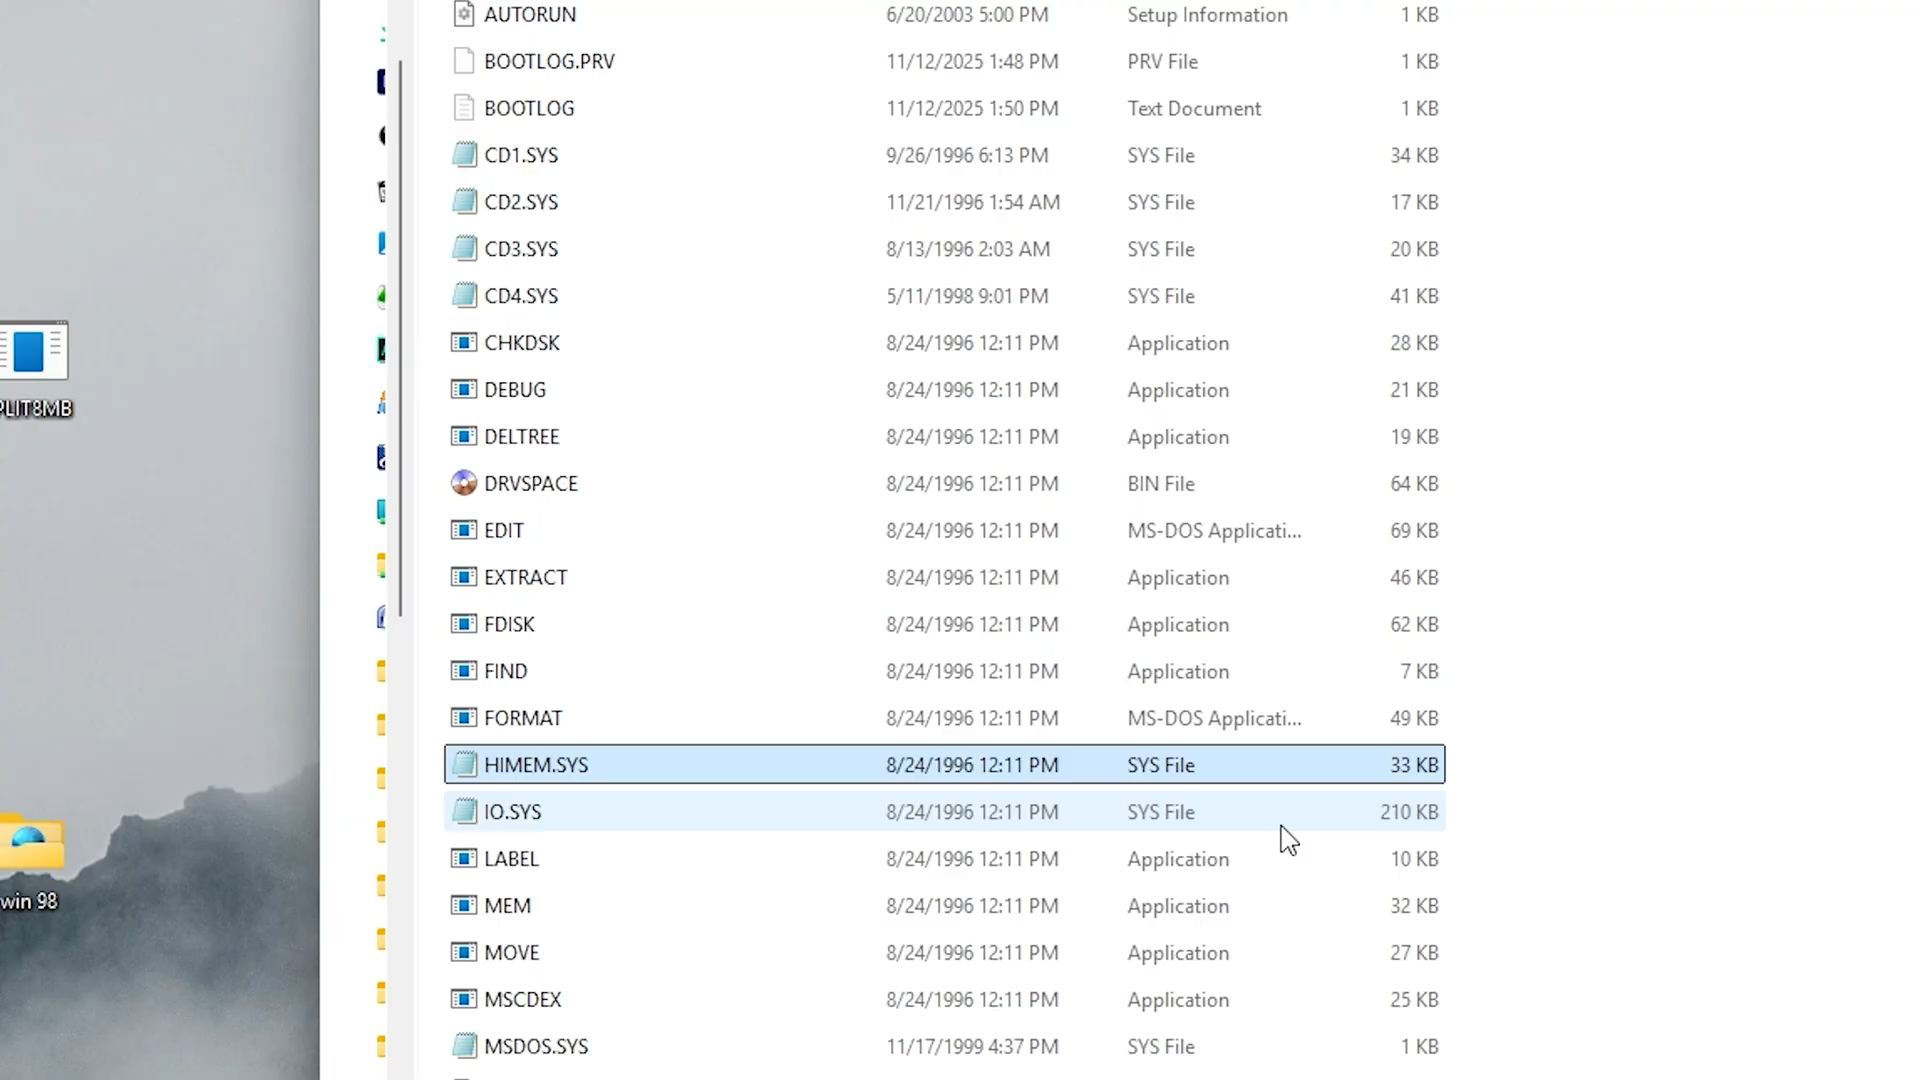 AUTORUN 6/20/2003 5:00 PM Setup Information 1 KB
BOOTLOG.PRV 11/12/2025 1:48 PM PRV File 1 KB
BOOTLOG 11/12/2025 1:50 PM Text Document 1 KB
CD1.SYS 9/26/1996 6:13 PM SYS File 34 KB
CD2.SYS 11/21/1996 1:54 AM SYS File 17 KB
CD3.SYS 8/13/1996 2:03 AM SYS File 20 KB
CD4.SYS 5/11/1998 9:01 PM SYS File 41 KB
CHKDSK 8/24/1996 12:11 PM Application 28 KB
DEBUG 8/24/1996 12:11 PM Application 21 KB
PLIT8MB
DELTREE 8/24/1996 12:11 PM Application 19 KB
DRVSPACE 8/24/1996 12:11 PM BIN File 64 KB
EDIT 8/24/1996 12:11 PM MS-DOS Applicati... 69 KB
EXTRACT 8/24/1996 12:11 PM Application 46 KB
FDISK 8/24/1996 12:11 PM Application 62 KB
FIND 8/24/1996 12:11 PM Application 7 KB
FORMAT 8/24/1996 12:11 PM MS-DOS Applicati... 49 KB
HIMEM.SYS 8/24/1996 12:11 PM SYS File 33 KB
IO.SYS 8/24/1996 12:11 PM SYS File 210 KB
LABEL 8/24/1996 12:11 PM Application 10 KB
win 98
MEM 8/24/1996 12:11 PM Application 32 KB
MOVE 8/24/1996 12:11 PM Application 27 KB
MSCDEX 8/24/1996 12:11 PM Application 25 KB
MSDOS.SYS 11/17/1999 4:37 PM SYS File 1 KB